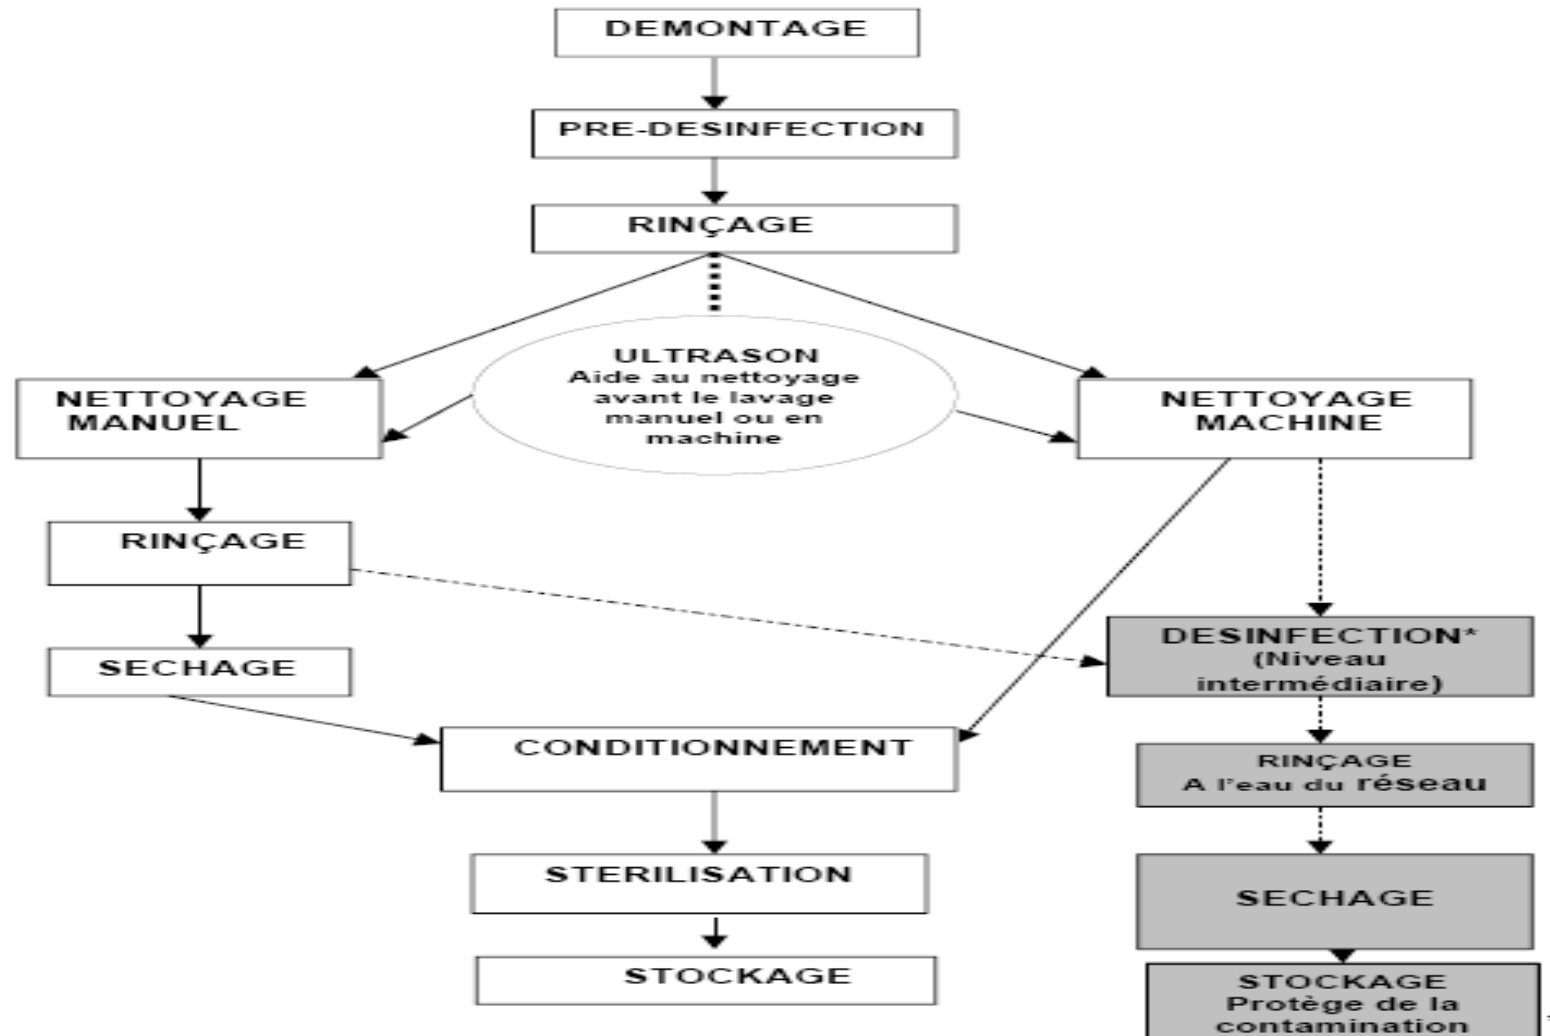 DEMONTAGE
PRE-DESINFECTION
RINÇAGE
ULTRASON
Aide au nettoyage
avant le lavage
manuel ou en
machine
NETTOYAGE
MANUEL
NETTOYAGE
MACHINE
RINÇAGE
SECHAGE
DESINFECTION*
(Niveau
intermédiaire)
CONDITIONNEMENT
RINÇAGE
A l'eau du réseau
STERILISATION
SECHAGE
STOCKAGE
STOCKAGE
Protège de la
contamination